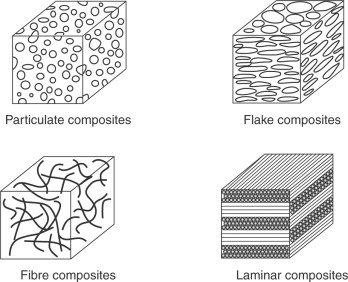 Particulate composites
Flake composites
Fibre composites
Laminar composites